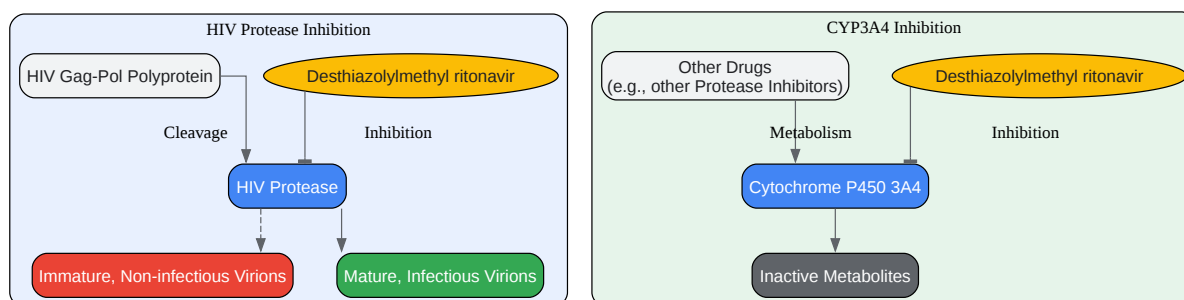 HIV Protease Inhibition
HIV Gag-Pol Polyprotein
Desthiazolylmethyl ritonavir
Cleavage
Inhibition
HIV Protease
Immature, Non-infectious Virions
Mature, Infectious Virions
CYP3A4 Inhibition
Other Drugs
(e.g., other Protease Inhibitors)
Desthiazolylmethyl ritonavir
Metabolism
Inhibition
Cytochrome P450 3A4
Inactive Metabolites